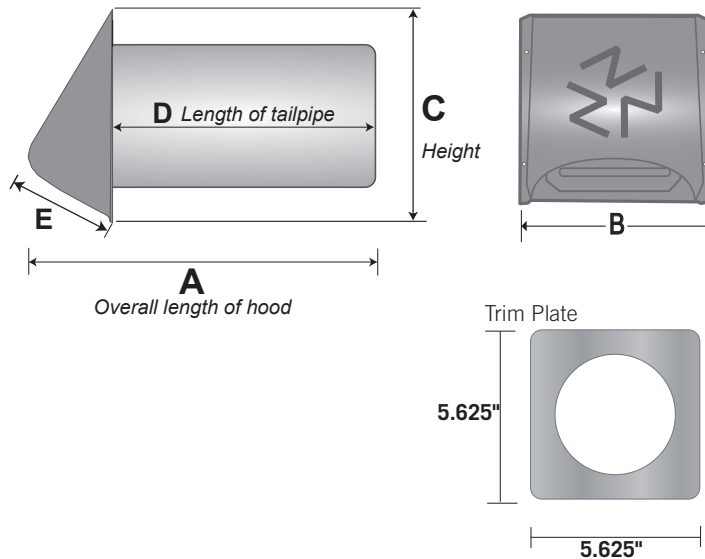 D Length of tailpipe
C
Height
E
B
A
Overall length of hood
Trim Plate
5.625"
5.625"